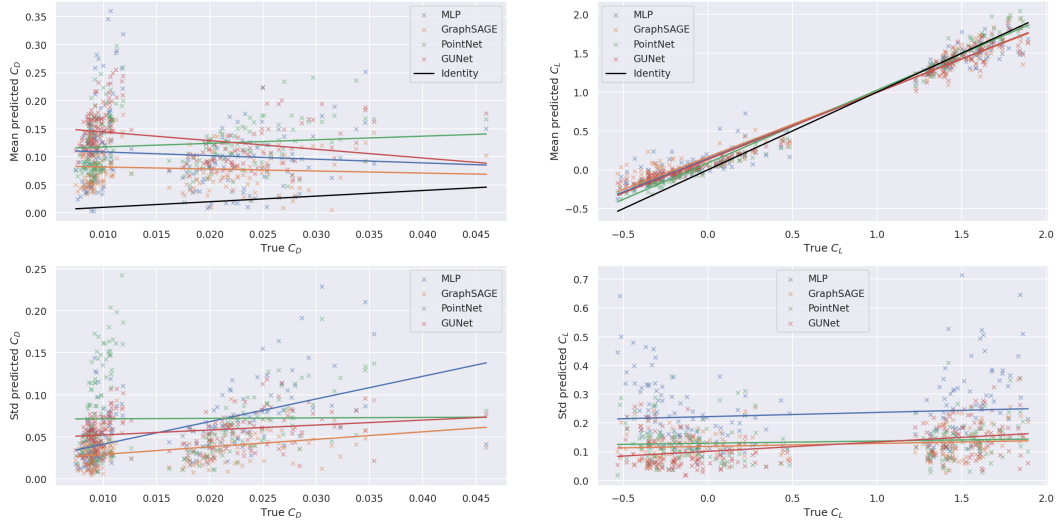 Mean predicted C_D
0.35
0.30
0.25
0.20
0.15
0.10
0.05
0.00
MLP
GraphSAGE
PointNet
GUNet
Identity
0.010 0.015 0.020 0.025 0.030 0.035 0.040 0.045
True C_D
Mean predicted C_L
2.0
1.5
1.0
0.5
0.0
−0.5
MLP
GraphSAGE
PointNet
GUNet
Identity
−0.5 0.0 0.5 1.0 1.5 2.0
True C_L
Std predicted C_D
0.25
0.20
0.15
0.10
0.05
0.00
MLP
GraphSAGE
PointNet
GUNet
0.010 0.015 0.020 0.025 0.030 0.035 0.040 0.045
True C_D
Std predicted C_L
0.7
0.6
0.5
0.4
0.3
0.2
0.1
0.0
MLP
GraphSAGE
PointNet
GUNet
−0.5 0.0 0.5 1.0 1.5 2.0
True C_L